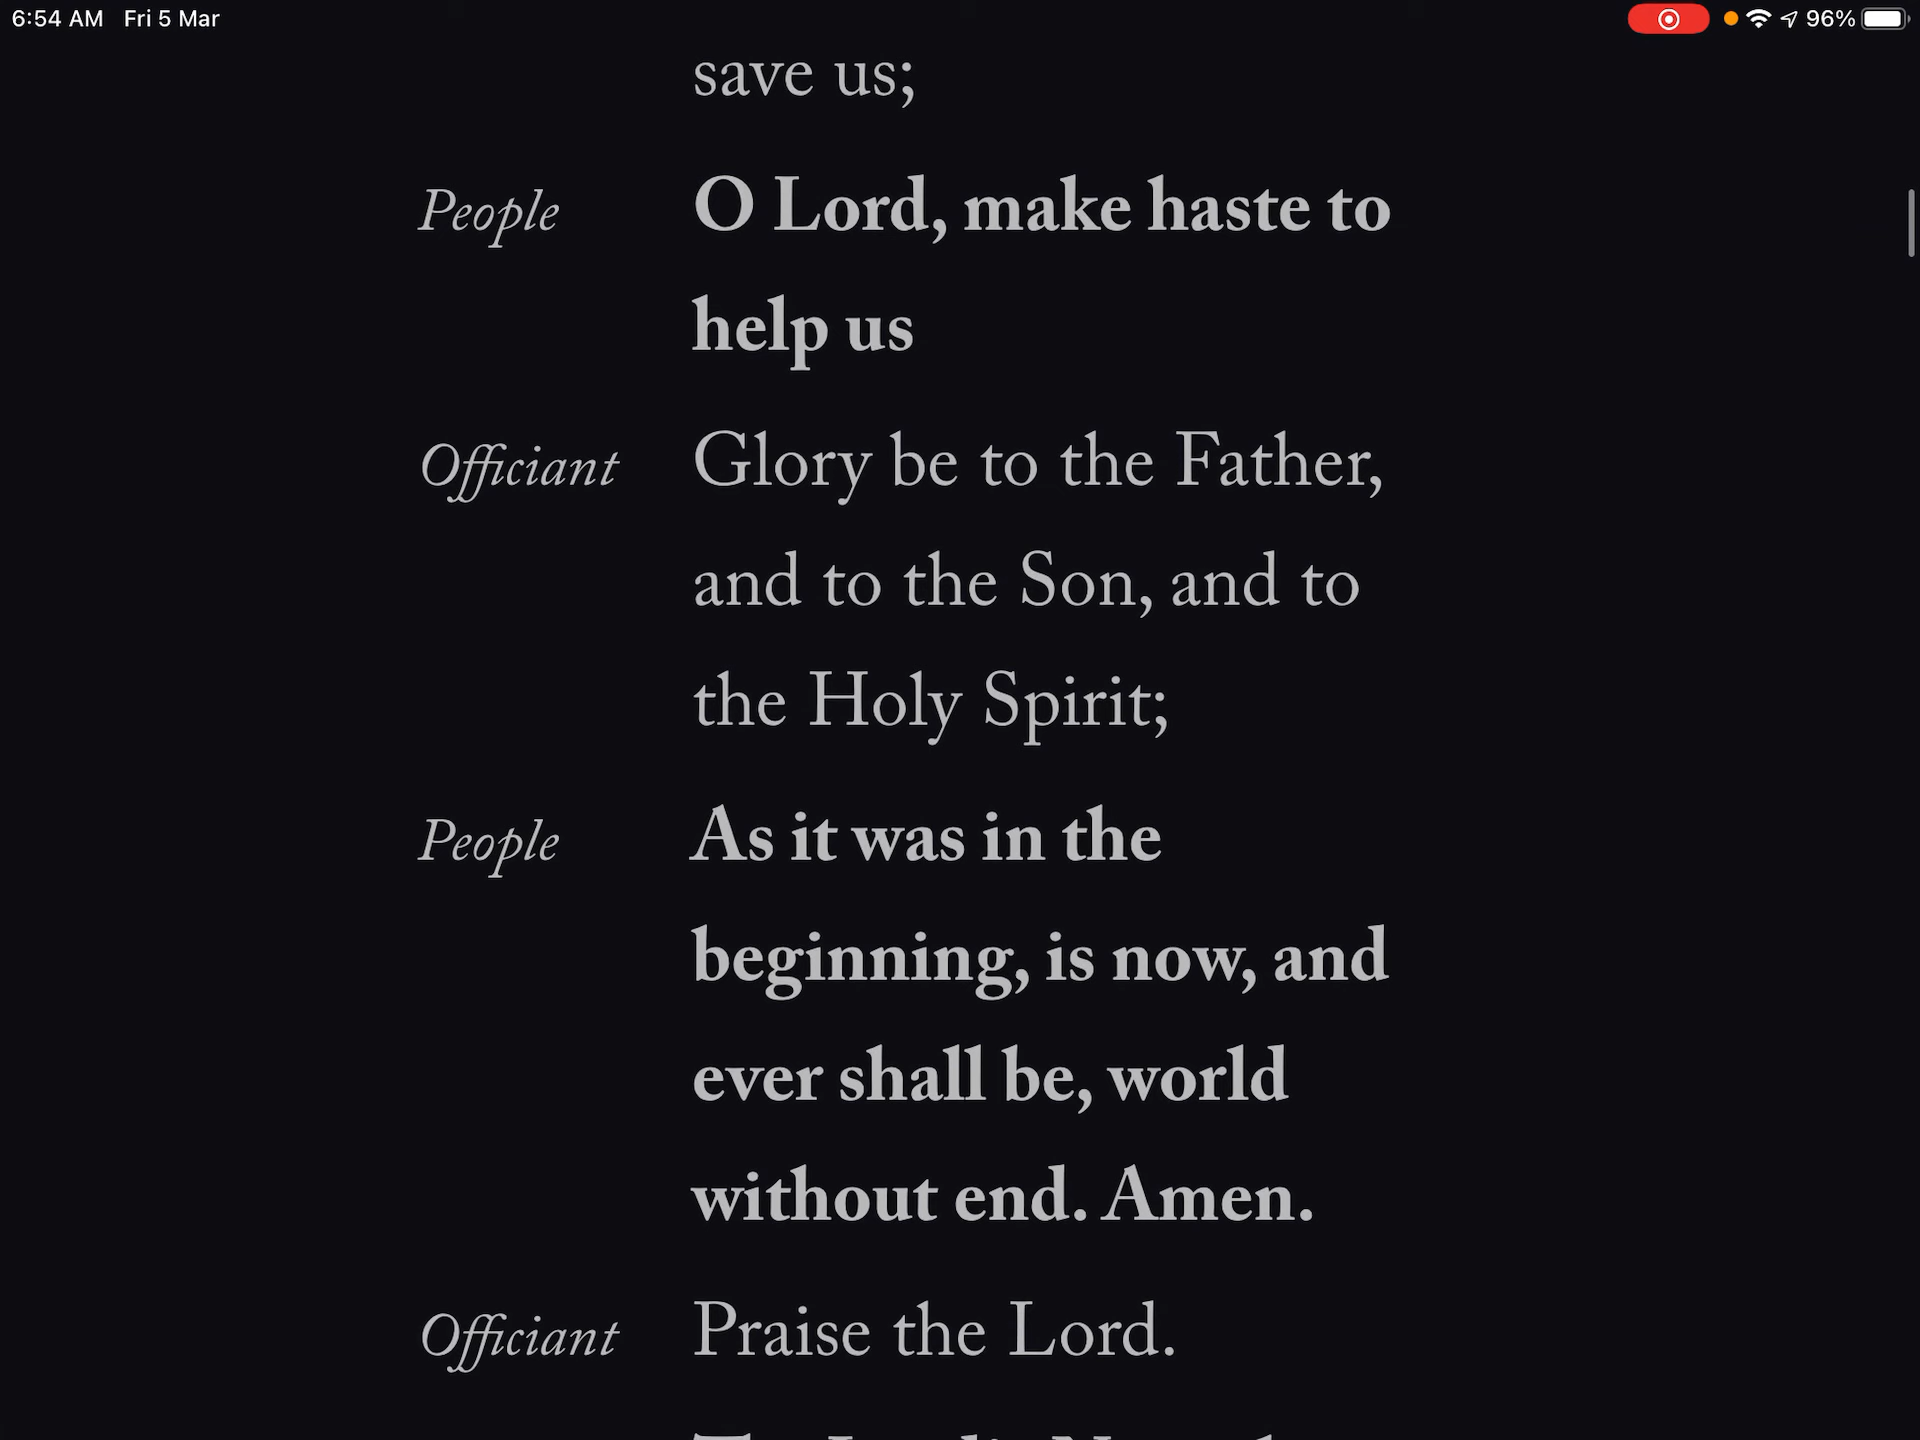 6:54 AM Fri 5 Mar 96%
save us;
People O Lord, make haste to
help us
Officiant Glory be to the Father,
and to the Son, and to
the Holy Spirit;
People As it was in the
beginning, is now, and
ever shall be, world
without end. Amen.
Officiant Praise the Lord.